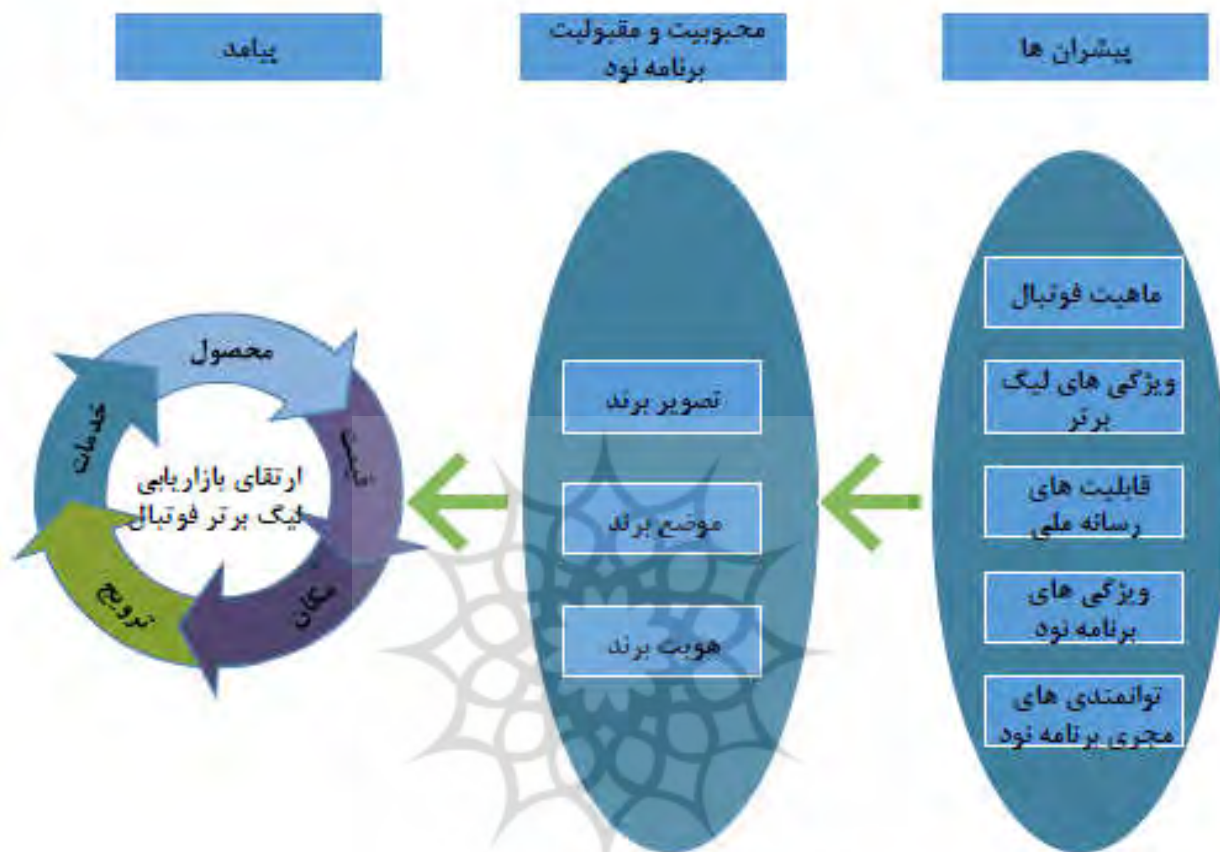 پیشران ها
محبوبیت و مقبولیت
برنامه نود
پیامد
ماهیت فوتبال
ویژگی های لیگ
برتر
قابلیت های
رسانه ملی
ویژگی های
برنامه نود
توانمندی های
مجری برنامه نود
تصویر برند
موضع برند
هویت برند
محصول
قیمت
مکان
ترویج
خدمات
ارتقای بازاریابی
لیگ برتر فوتبال